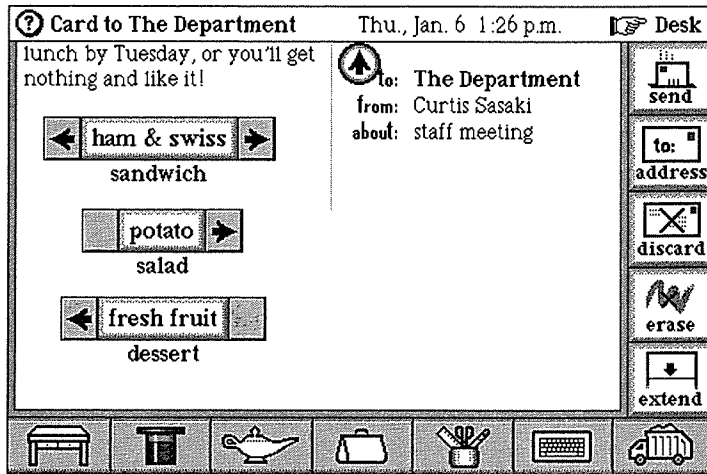 ? Card to The Department Thu., Jan. 6 1:26 p.m. Desk
lunch by Tuesday, or you'll get
nothing and like it!
ham & swiss
sandwich
potato
salad
fresh fruit
dessert
to: The Department
from: Curtis Sasaki
about: staff meeting
send
to:
address
discard
erase
extend